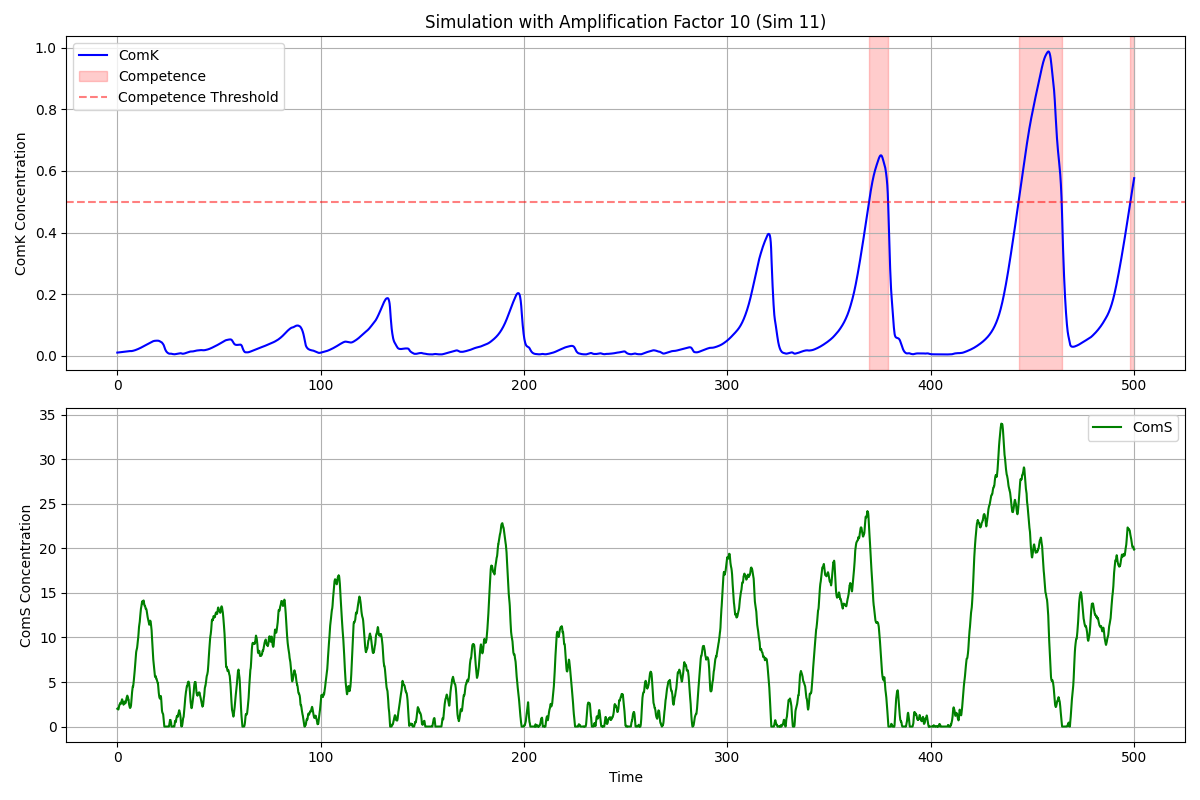 Simulation with Amplification Factor 10 (Sim 11)
ComK Concentration
1.0
0.8
0.6
0.4
0.2
0.0
ComK
Competence
Competence Threshold
0 100 200 300 400 500
ComS Concentration
35
30
25
20
15
10
5
0
ComS
0 100 200 300 400 500
Time